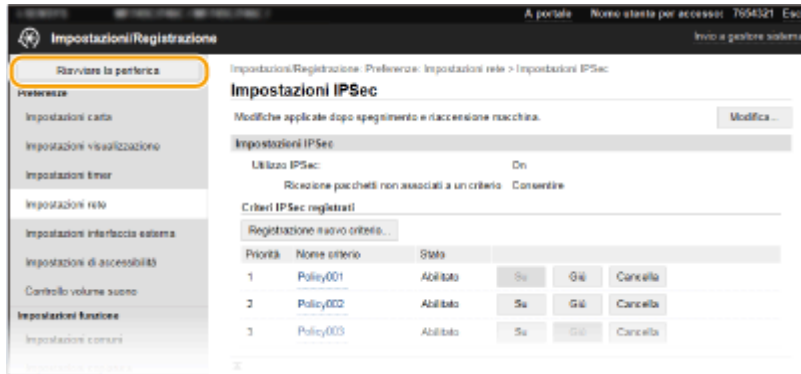 A portale Nome utente per accesso: 7654321 Esc
Impostazioni/Registrazione
Invio a gestore sistema
Riavviare la periferica
Preferenze
Impostazioni carta
Impostazioni visualizzazione
Impostazioni timer
Impostazioni rete
Impostazioni interfaccia esterna
Impostazioni di accessibilità
Controllo volume suono
Impostazioni funzione
Impostazioni comuni
Impostazioni/Registrazione: Preferenze: Impostazioni rete > Impostazioni IPSec
Impostazioni IPSec
Modifiche applicate dopo spegnimento e riaccensione macchina.
Modifica...
Impostazioni IPSec
Utilizzo IPSec: On
Ricezione pacchetti non associati a un criterio Consentire
Criteri IPSec registrati
Registrazione nuovo criterio...
Priorità Nome criterio Stato
1 Policy001 Abilitato Su Giù Cancella
2 Policy002 Abilitato Su Giù Cancella
3 Policy003 Abilitato Su Giù Cancella